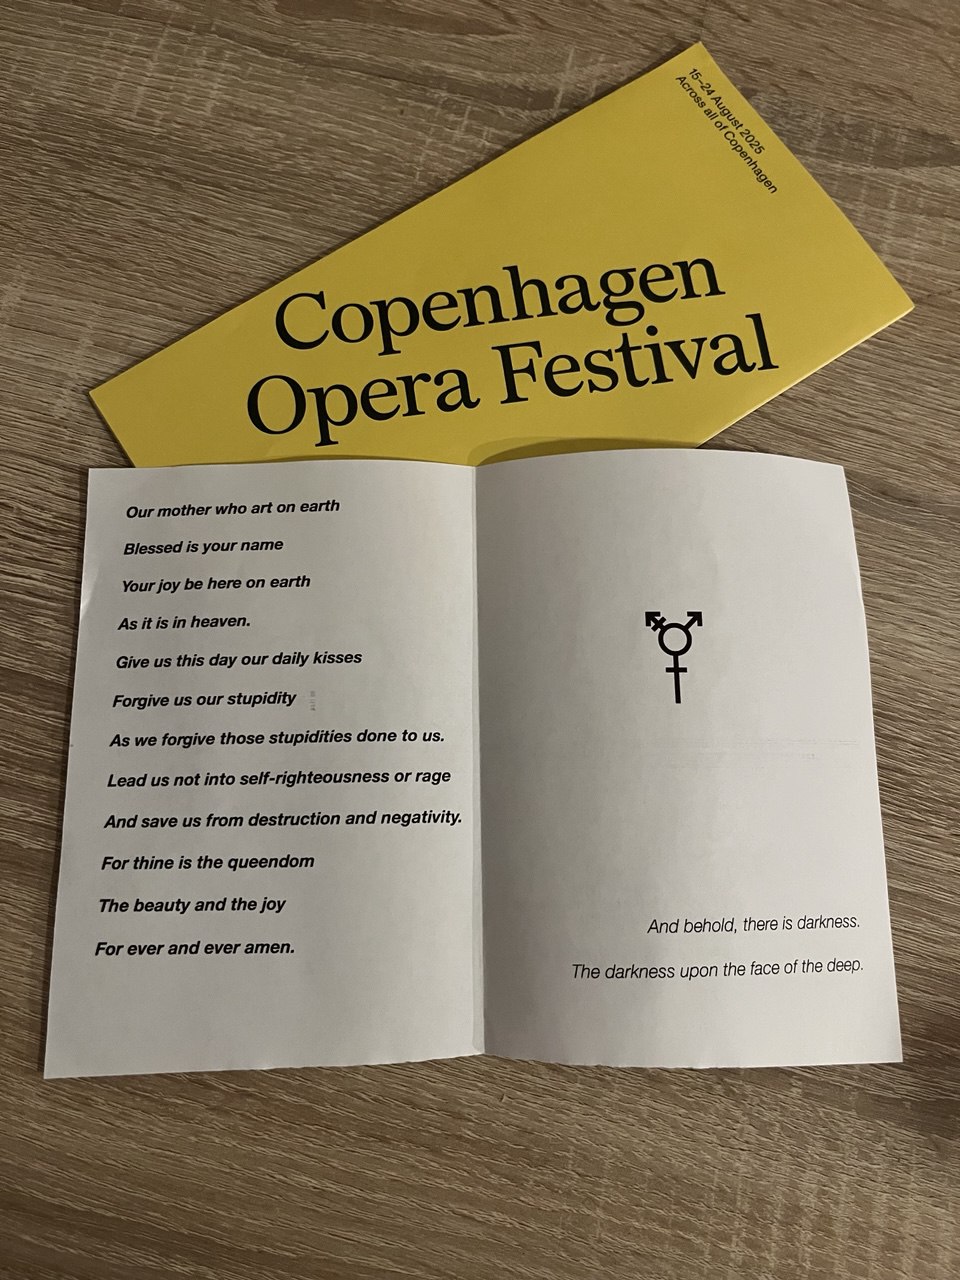 15–24 August 2025
Across all of Copenhagen
Copenhagen
Opera Festival
Our mother who art on earth
Blessed is your name
Your joy be here on earth
As it is in heaven.
Give us this day our daily kisses
Forgive us our stupidity
As we forgive those stupidities done to us.
Lead us not into self-righteousness or rage
And save us from destruction and negativity.
For thine is the queendom
The beauty and the joy
For ever and ever amen.
And behold, there is darkness.
The darkness upon the face of the deep.